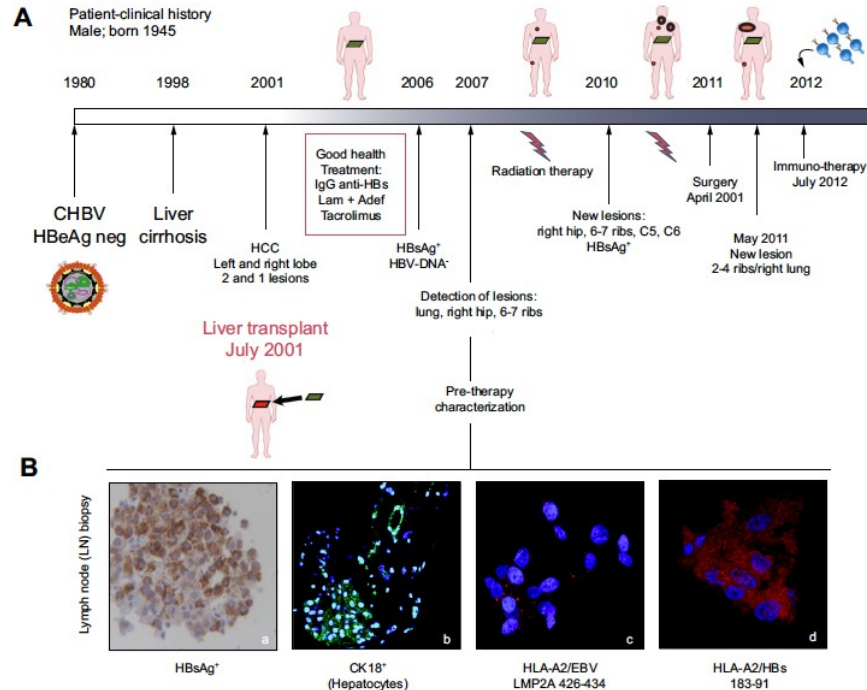 A
Patient-clinical history
Male; born 1945
1980
1998
2001
2006
2007
2010
2011
2012
CHBV
HBeAg neg
Liver
cirrhosis
HCC
Left and right lobe
2 and 1 lesions
Good health
Treatment:
IgG anti-HBs
Lam + Adef
Tacrolimus
HBsAg⁺
HBV-DNA⁻
Radiation therapy
Detection of lesions:
lung, right hip, 6-7 ribs
New lesions:
right hip, 6-7 ribs, C5, C6
HBsAg⁺
Surgery
April 2001
May 2011
New lesion
2-4 ribs/right lung
Immuno-therapy
July 2012
Liver transplant
July 2001
Pre-therapy
characterization
B
Lymph node (LN) biopsy
a
b
c
d
HBsAg⁺
CK18⁺
(Hepatocytes)
HLA-A2/EBV
LMP2A 426-434
HLA-A2/HBs
183-91